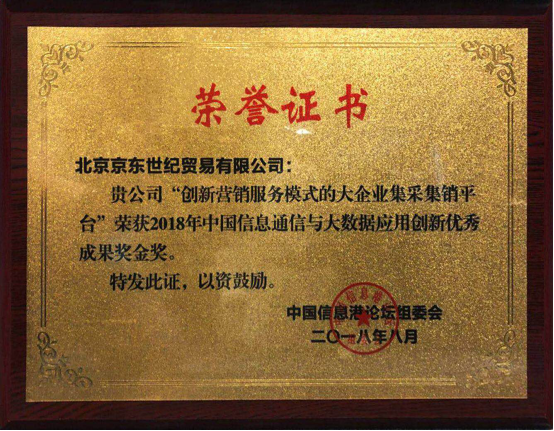 荣誉证书
北京京东世纪贸易有限公司：
贵公司“创新营销服务模式的大企业集采集销平
台”荣获2018年中国信息通信与大数据应用创新优秀
成果奖金奖。
特发此证，以资鼓励。
中国信息港论坛组委会
二〇一八年八月